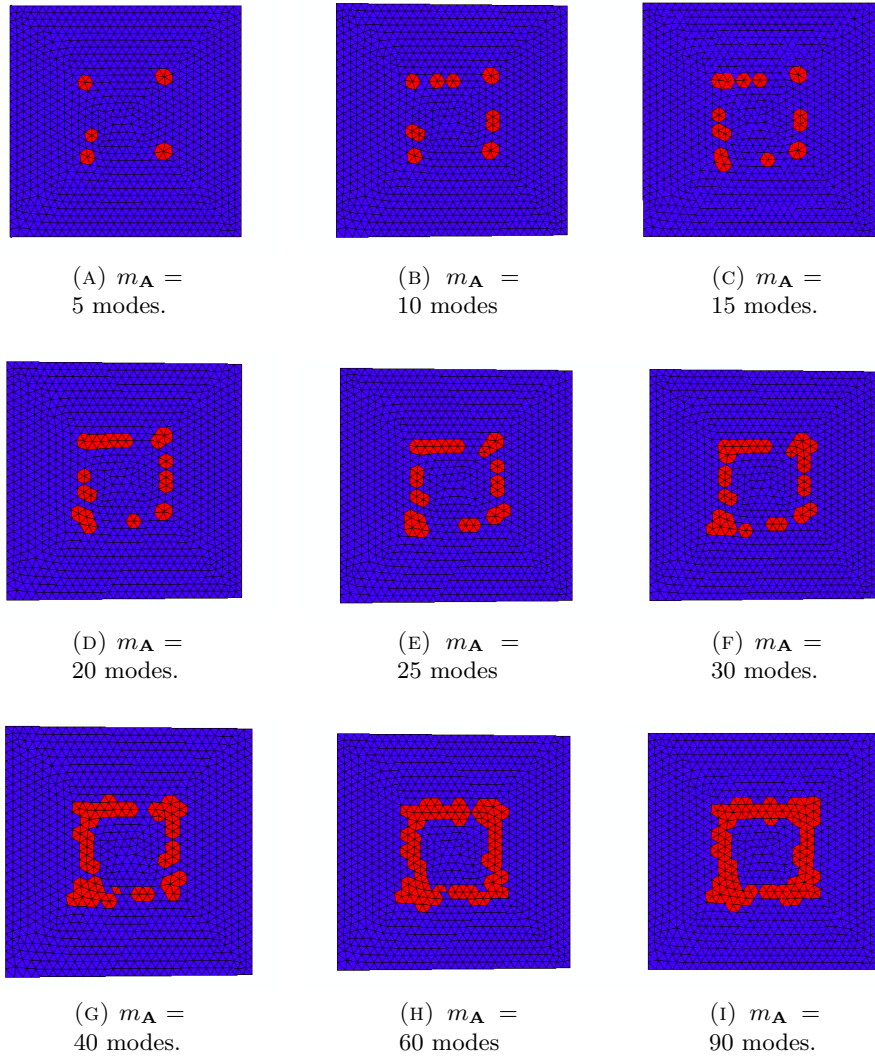 (A) m_A =
5 modes.
(B) m_A =
10 modes
(C) m_A =
15 modes.
(D) m_A =
20 modes.
(E) m_A =
25 modes
(F) m_A =
30 modes.
(G) m_A =
40 modes.
(H) m_A =
60 modes
(I) m_A =
90 modes.